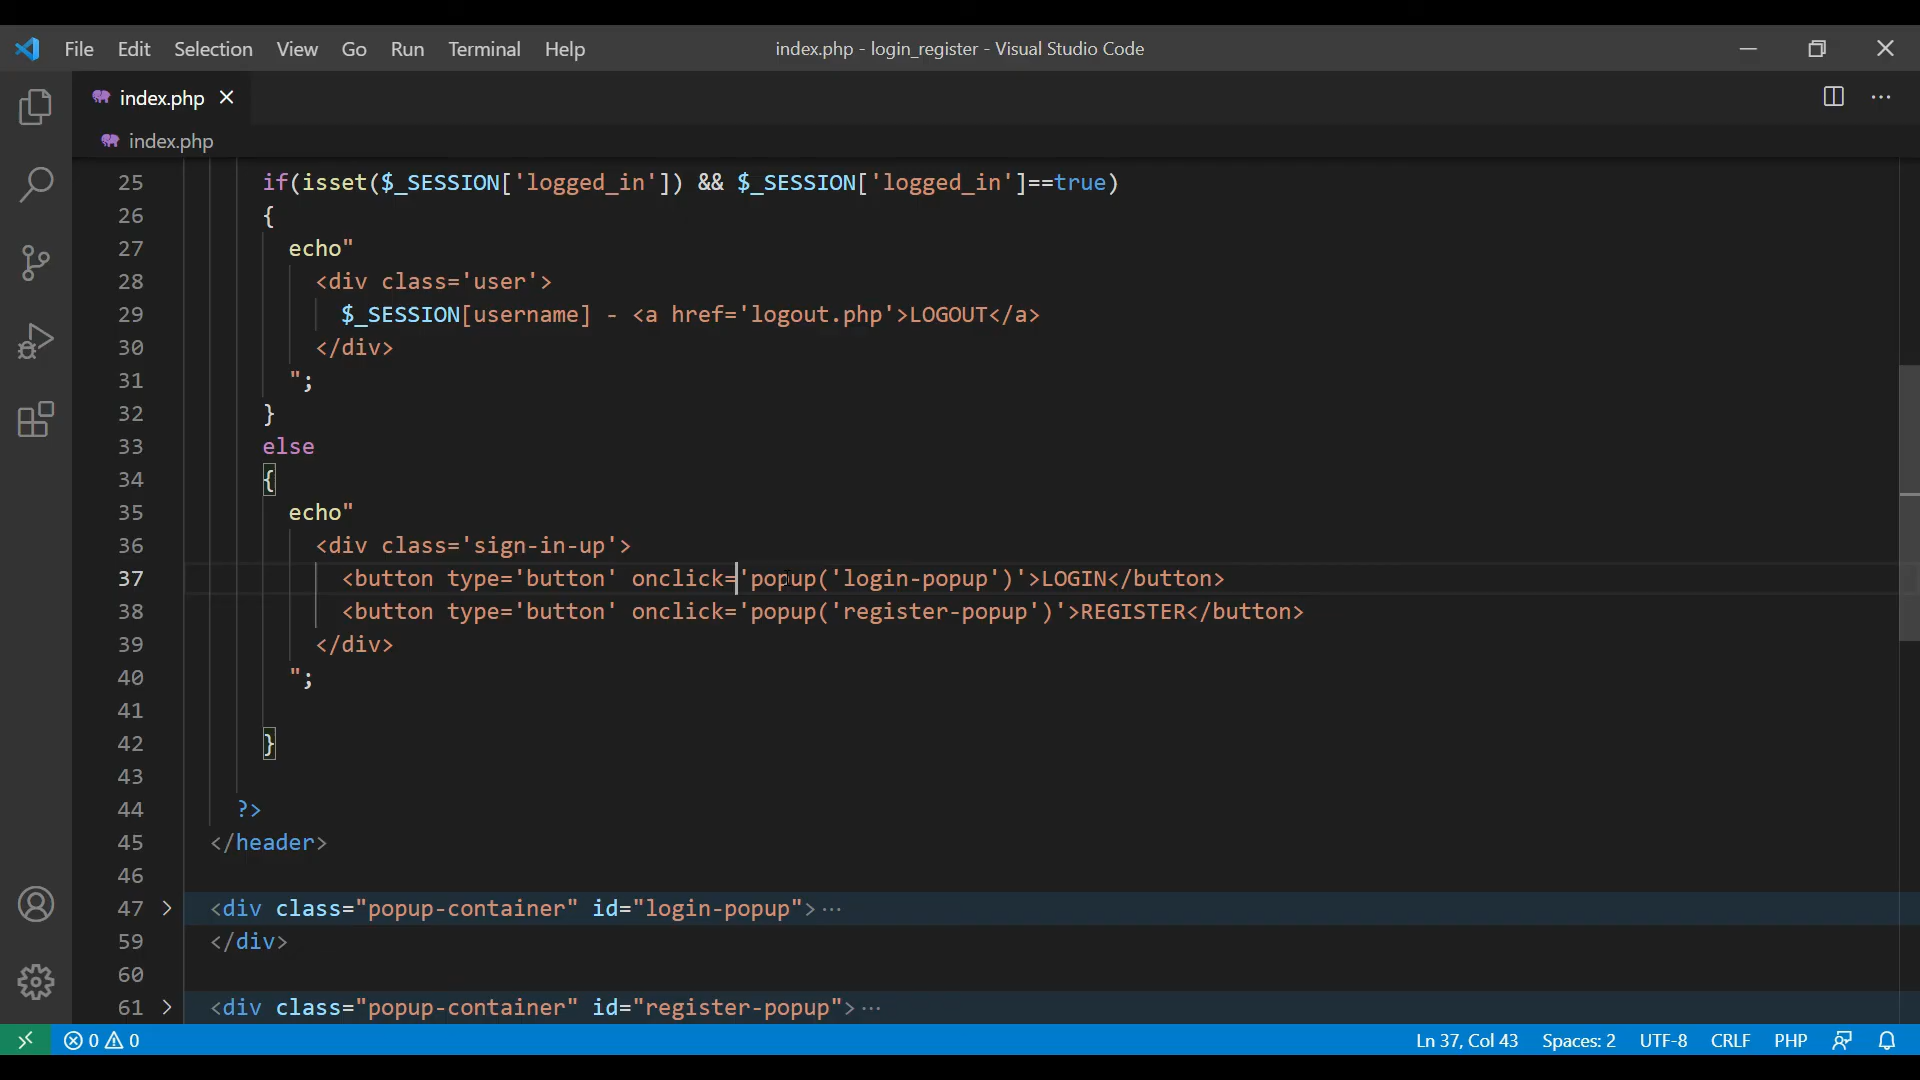 File Edit Selection View Go Run Terminal Help index.php - login_register - Visual Studio Code
index.php
index.php
25 if(isset($_SESSION['logged_in']) && $_SESSION['logged_in']==true)
26 {
27 echo"
28 <div class='user'>
29 $_SESSION[username] - <a href='logout.php'>LOGOUT</a>
30 </div>
31 ";
32 }
33 else
34 {
35 echo"
36 <div class='sign-in-up'>
37 <button type='button' onclick='popup('login-popup')'>LOGIN</button>
38 <button type='button' onclick='popup('register-popup')'>REGISTER</button>
39 </div>
40 ";
41
42 }
43
44 ?>
45 </header>
46
47 <div class="popup-container" id="login-popup">…
59 </div>
60
61 <div class="popup-container" id="register-popup">…
0 0 Ln 37, Col 43 Spaces: 2 UTF-8 CRLF PHP